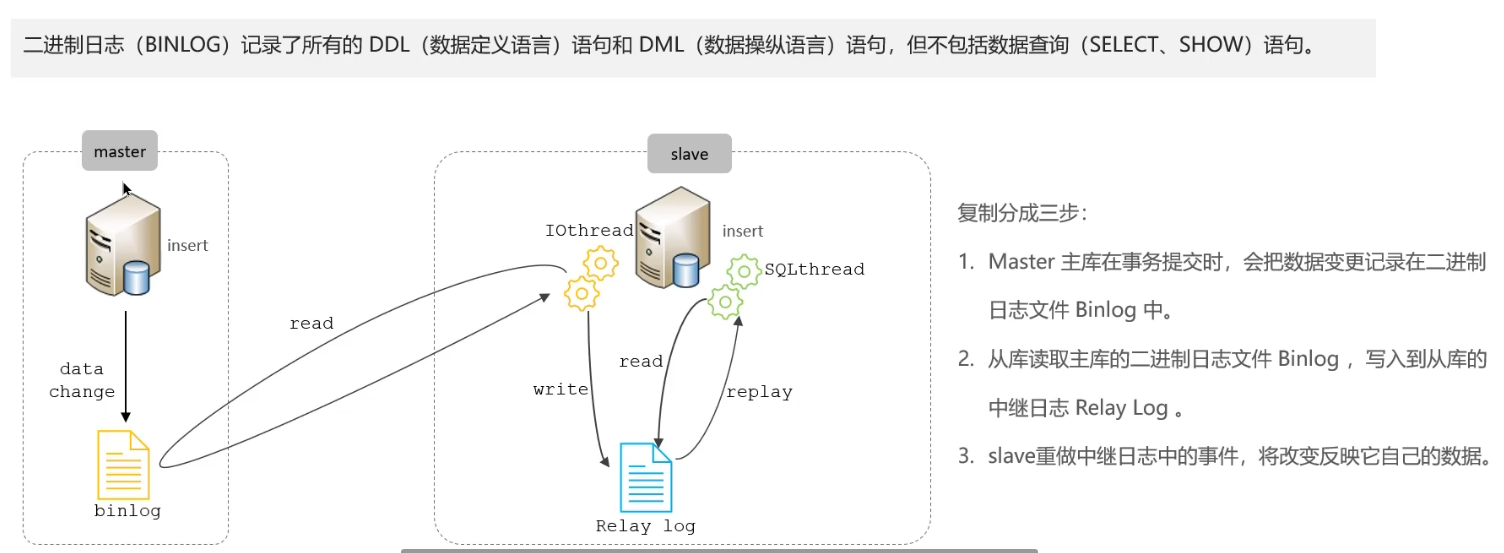 二进制日志（BINLOG）记录了所有的 DDL（数据定义语言）语句和 DML（数据操纵语言）语句，但不包括数据查询（SELECT、SHOW）语句。
master
insert
data
change
binlog
read
slave
IOthread
insert
SQLthread
read
write
replay
Relay log
复制分成三步：
1. Master 主库在事务提交时，会把数据变更记录在二进制
日志文件 Binlog 中。
2. 从库读取主库的二进制日志文件 Binlog ，写入到从库的
中继日志 Relay Log 。
3. slave重做中继日志中的事件，将改变反映它自己的数据。